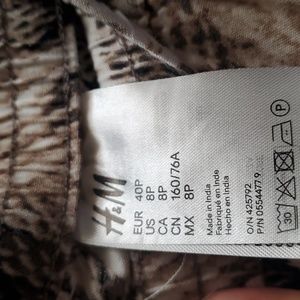 H&M
EUR 40P
US 8P
CA 8P
CN 160/76A
MX 8P
Made in India
Fabriqué en Inde
Hecho en India
O/N 425792
P/N 0554477 9
30